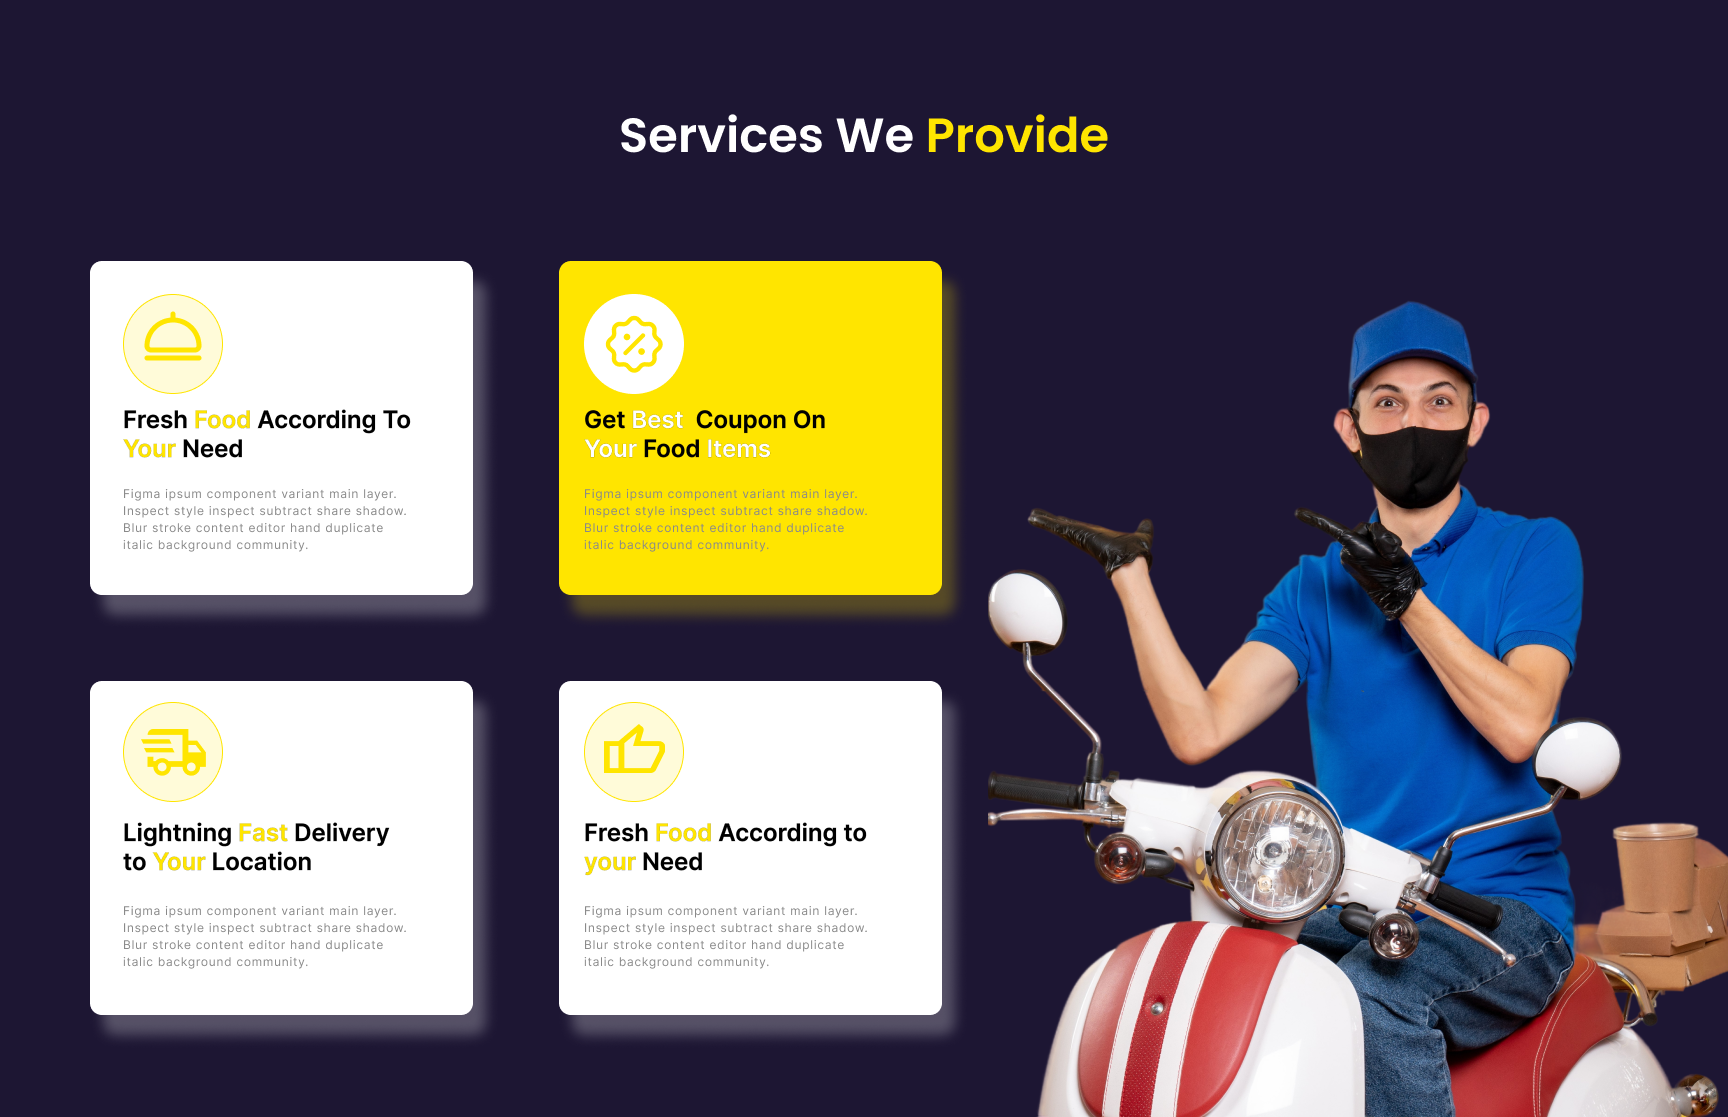 Services We Provide
Fresh Food According To
Your Need
Figma ipsum component variant main layer.
Inspect style inspect subtract share shadow.
Blur stroke content editor hand duplicate
italic background community.
Get Best Coupon On
Your Food Items
Figma ipsum component variant main layer.
Inspect style inspect subtract share shadow.
Blur stroke content editor hand duplicate
italic background community.
Lightning Fast Delivery
to Your Location
Figma ipsum component variant main layer.
Inspect style inspect subtract share shadow.
Blur stroke content editor hand duplicate
italic background community.
Fresh Food According to
your Need
Figma ipsum component variant main layer.
Inspect style inspect subtract share shadow.
Blur stroke content editor hand duplicate
italic background community.